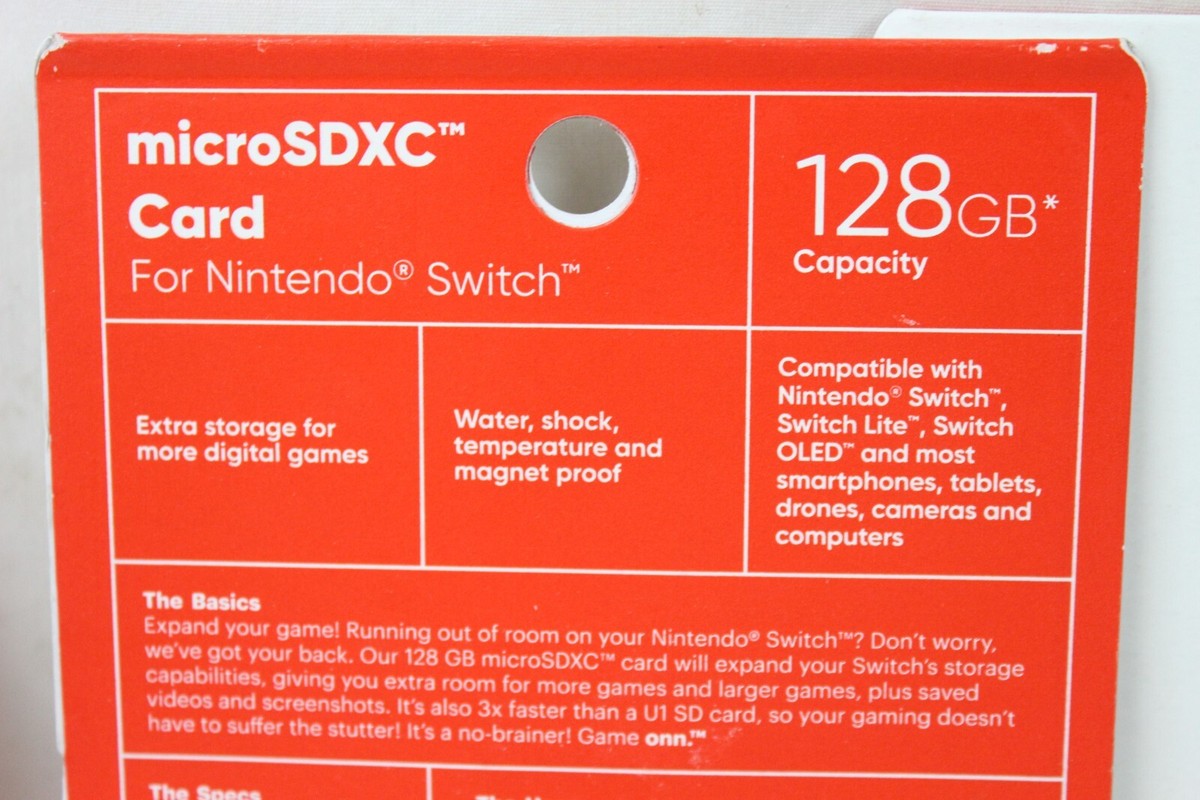 microSDXC™
Card
For Nintendo® Switch™
128GB*
Capacity
Extra storage for
more digital games
Water, shock,
temperature and
magnet proof
Compatible with
Nintendo® Switch™,
Switch Lite™, Switch
OLED™ and most
smartphones, tablets,
drones, cameras and
computers
The Basics
Expand your game! Running out of room on your Nintendo® Switch™? Don't worry,
we've got your back. Our 128 GB microSDXC™ card will expand your Switch's storage
capabilities, giving you extra room for more games and larger games, plus saved
videos and screenshots. It's also 3x faster than a U1 SD card, so your gaming doesn't
have to suffer the stutter! It's a no-brainer! Game onn.™
The Specs